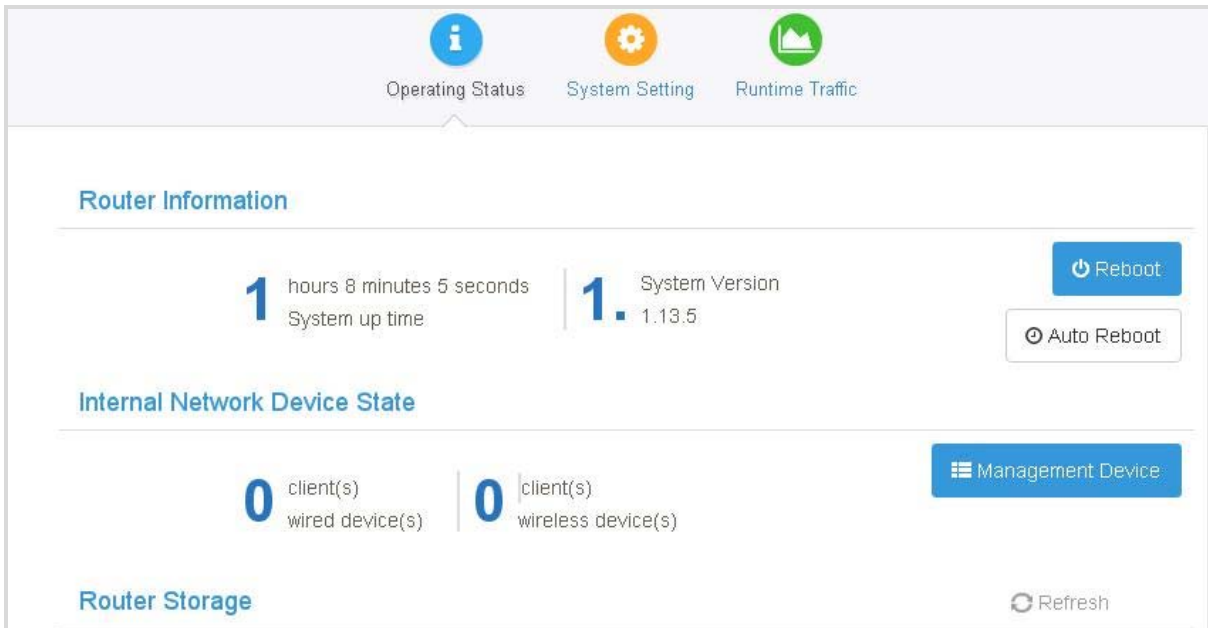 Operating Status System Setting Runtime Traffic
Router Information
1 hours 8 minutes 5 seconds
System up time
1. System Version
1.13.5
Reboot
Auto Reboot
Internal Network Device State
0 client(s)
wired device(s)
0 client(s)
wireless device(s)
Management Device
Router Storage
Refresh